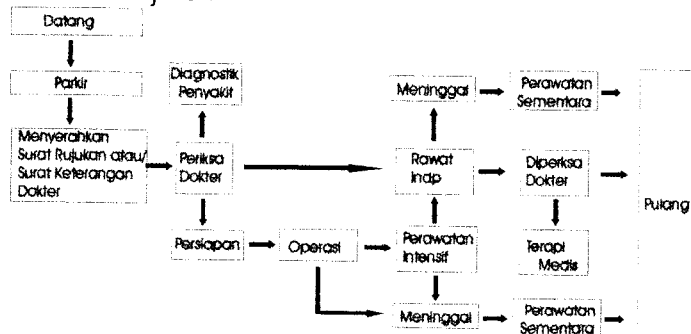 Datang
Parkir
Menyerahkan
Surat Rujukan atau/
Surat Keterangan
Dokter
Diagnostik
Penyakit
Periksa
Dokter
Persiapan
Operasi
Meninggal
Perawatan
Sementara
Rawat
Inap
Diperksa
Dokter
Perawatan
Intensif
Terapi
Medis
Meninggal
Perawatan
Sementara
Pulang